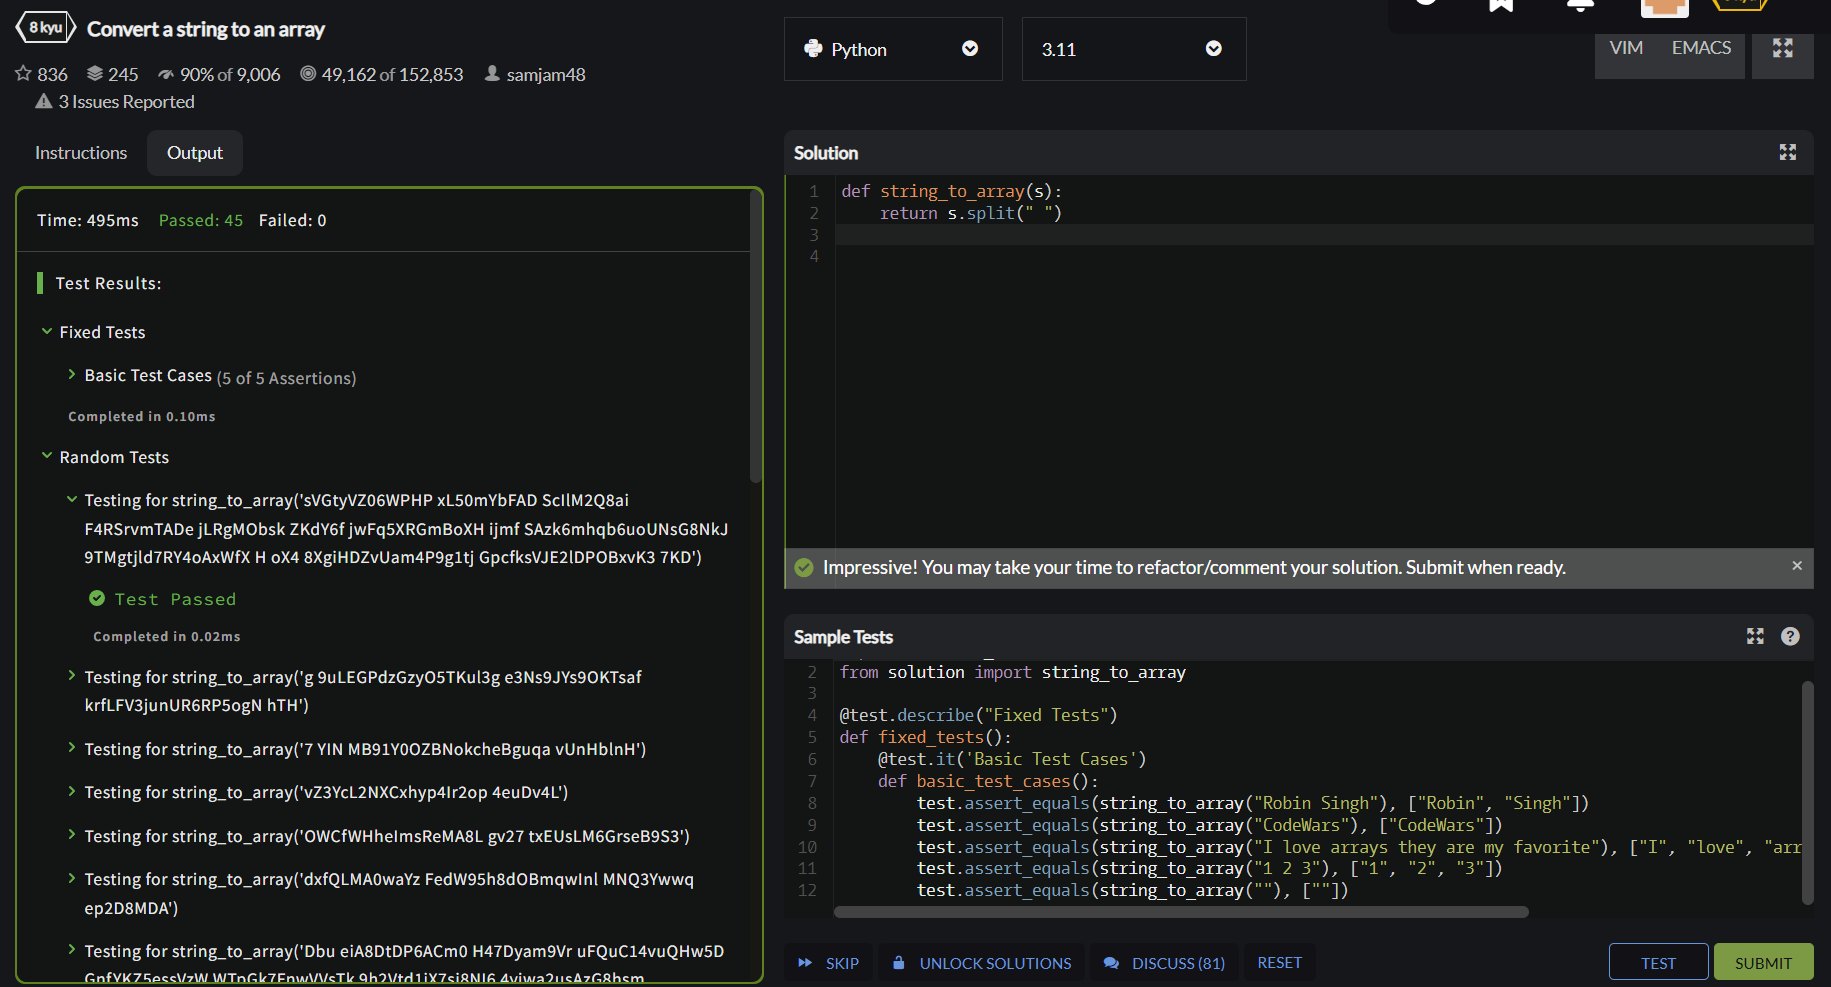 8 kyu
Convert a string to an array
836 245 90% of 9,006 49,162 of 152,853 samjam48
3 Issues Reported
Instructions Output
Time: 495ms Passed: 45 Failed: 0
Test Results:
Fixed Tests
Basic Test Cases (5 of 5 Assertions)
Completed in 0.10ms
Random Tests
Testing for string_to_array('sVGtyVZ06WPHP xL50mYbFAD ScIlM2Q8ai
F4RSrvmTADe jLRgMObsk ZKdY6f jwFq5XRGmBoXH ijmf SAzk6mhqb6uoUNsG8NkJ
9TMgtjld7RY4oAxWfX H oX4 8XgiHDZvUam4P9g1tj GpcfksVJE2lDPOBxvK3 7KD')
Test Passed
Completed in 0.02ms
Testing for string_to_array('g 9uLEGPdzGzyO5TKul3g e3Ns9JYs9OKTsaf
krfLFV3junUR6RP5ogN hTH')
Testing for string_to_array('7 YIN MB91Y0OZBNokcheBguqa vUnHblnH')
Testing for string_to_array('vZ3YcL2NXCxhyp4Ir2op 4euDv4L')
Testing for string_to_array('OWCfWHheImsReMA8L gv27 txEUsLM6GrseB9S3')
Testing for string_to_array('dxfQLMA0waYz FedW95h8dOBmqwInl MNQ3Ywwq
ep2D8MDA')
Testing for string_to_array('Dbu eiA8DtDP6ACm0 H47Dyam9Vr uFQuC14vuQHw5D
Python
3.11
VIM EMACS
Solution
1 def string_to_array(s):
2 return s.split(" ")
3
4
Impressive! You may take your time to refactor/comment your solution. Submit when ready.
Sample Tests
2 from solution import string_to_array
3
4 @test.describe("Fixed Tests")
5 def fixed_tests():
6 @test.it('Basic Test Cases')
7 def basic_test_cases():
8 test.assert_equals(string_to_array("Robin Singh"), ["Robin", "Singh"])
9 test.assert_equals(string_to_array("CodeWars"), ["CodeWars"])
10 test.assert_equals(string_to_array("I love arrays they are my favorite"), ["I", "love", "arr
11 test.assert_equals(string_to_array("1 2 3"), ["1", "2", "3"])
12 test.assert_equals(string_to_array(""), [""])
SKIP UNLOCK SOLUTIONS DISCUSS (81) RESET
TEST SUBMIT